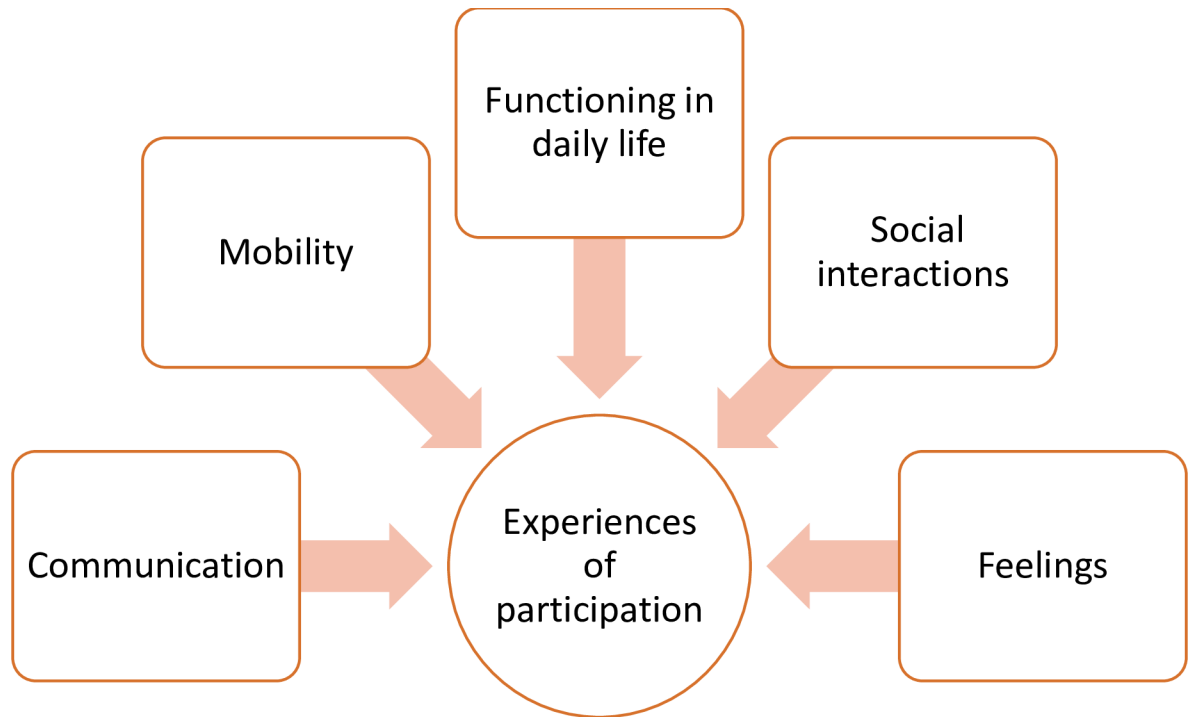 Functioning in
daily life
Mobility
Social
interactions
Communication
Experiences
of
participation
Feelings